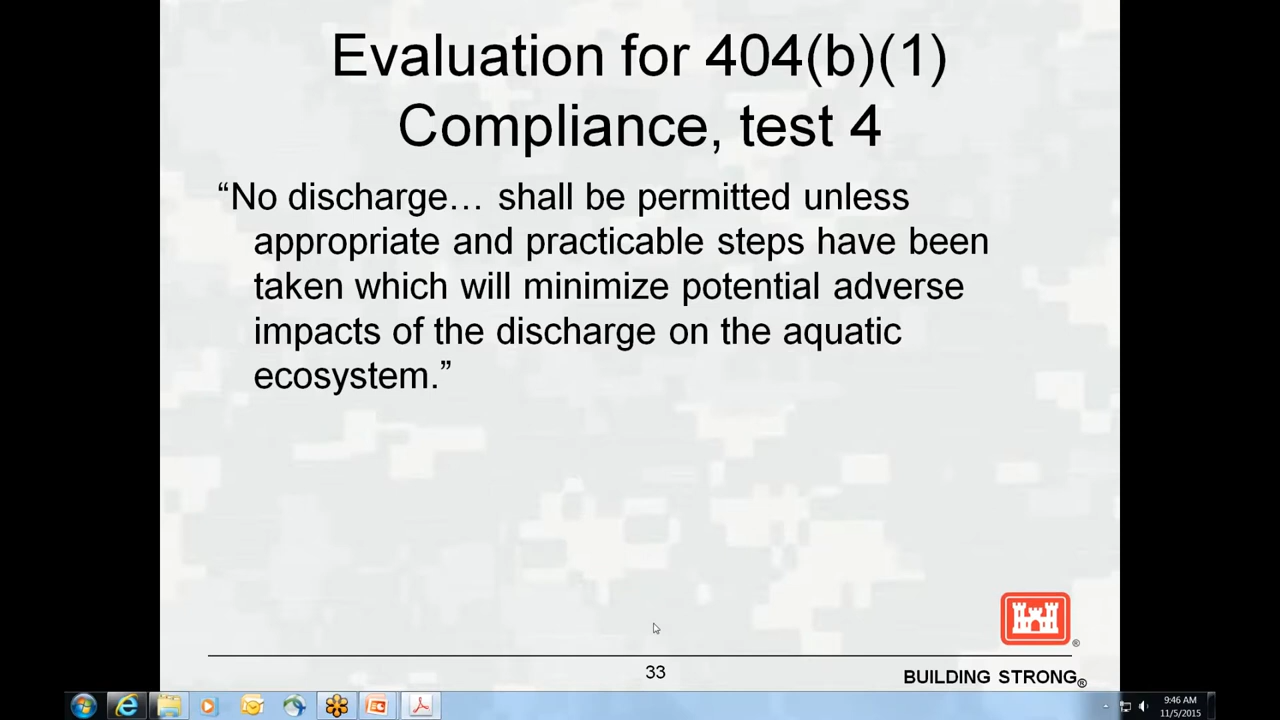 Evaluation for 404(b)(1)
Compliance, test 4
“No discharge… shall be permitted unless
appropriate and practicable steps have been
taken which will minimize potential adverse
impacts of the discharge on the aquatic
ecosystem.”
®
33
BUILDING STRONG®
9:46 AM
11/5/2015